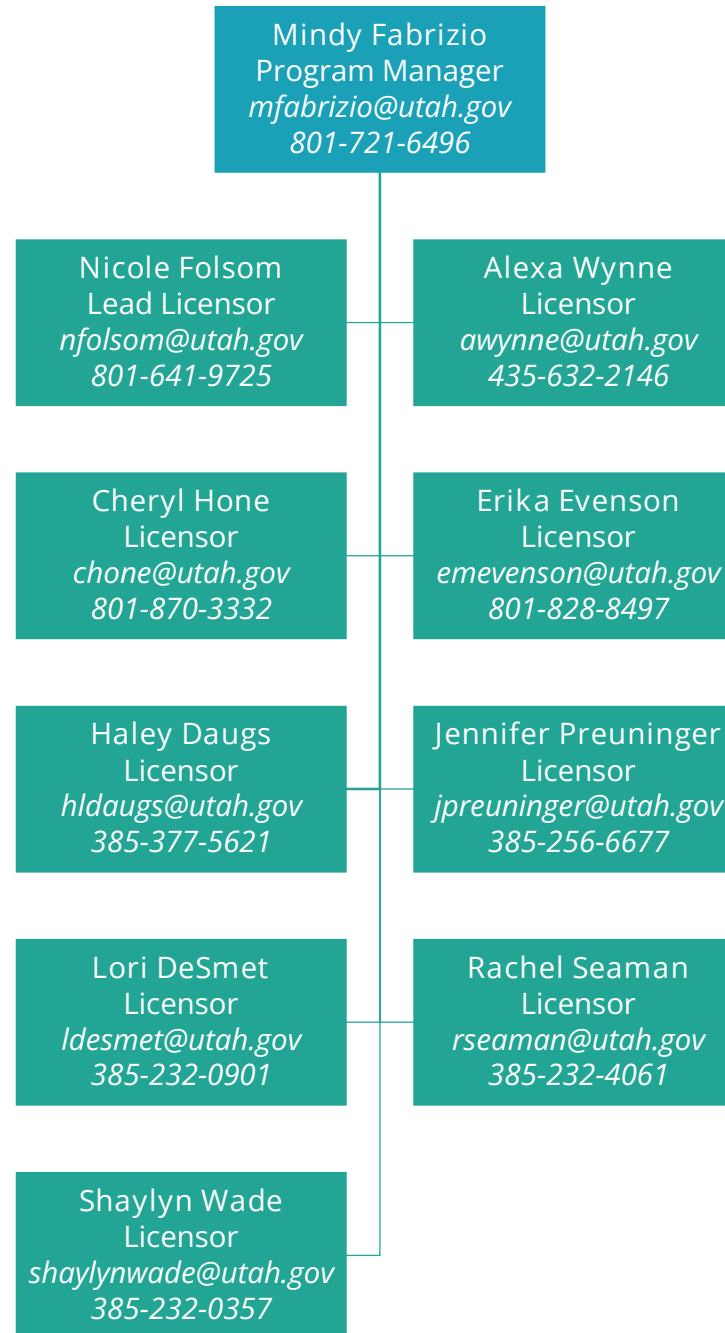 Mindy Fabrizio
Program Manager
mfabrizio@utah.gov
801-721-6496
Nicole Folsom
Lead Licensor
nfolsom@utah.gov
801-641-9725
Alexa Wynne
Licensor
awynne@utah.gov
435-632-2146
Cheryl Hone
Licensor
chone@utah.gov
801-870-3332
Erika Evenson
Licensor
emevenson@utah.gov
801-828-8497
Haley Daugs
Licensor
hldaugs@utah.gov
385-377-5621
Jennifer Preuninger
Licensor
jpreuninger@utah.gov
385-256-6677
Lori DeSmet
Licensor
ldesmet@utah.gov
385-232-0901
Rachel Seaman
Licensor
rseaman@utah.gov
385-232-4061
Shaylyn Wade
Licensor
shaylynwade@utah.gov
385-232-0357